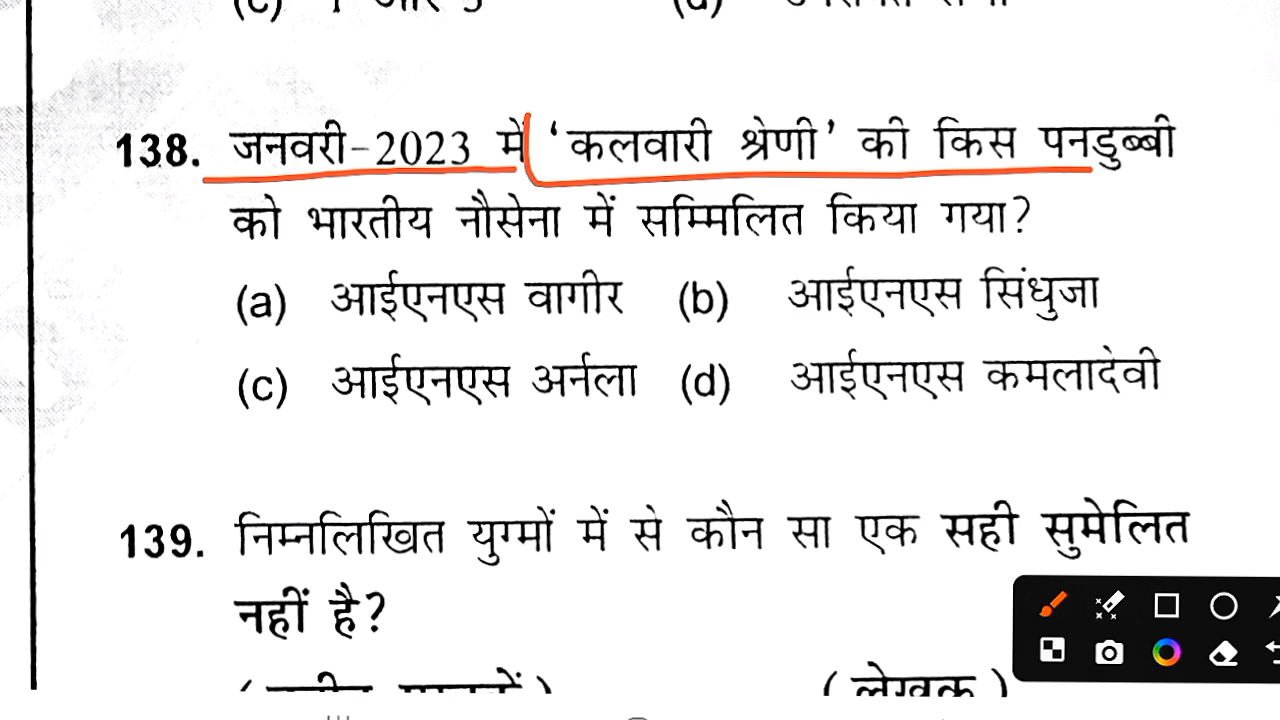 138. जनवरी-2023 में 'कलवारी श्रेणी' की किस पनडुब्बी
को भारतीय नौसेना में सम्मिलित किया गया?
(a) आईएनएस वागीर (b) आईएनएस सिंधुजा
(c) आईएनएस अर्नला (d) आईएनएस कमलादेवी
139. निम्नलिखित युग्मों में से कौन सा एक सही सुमेलित
नहीं है?
(लेखक)